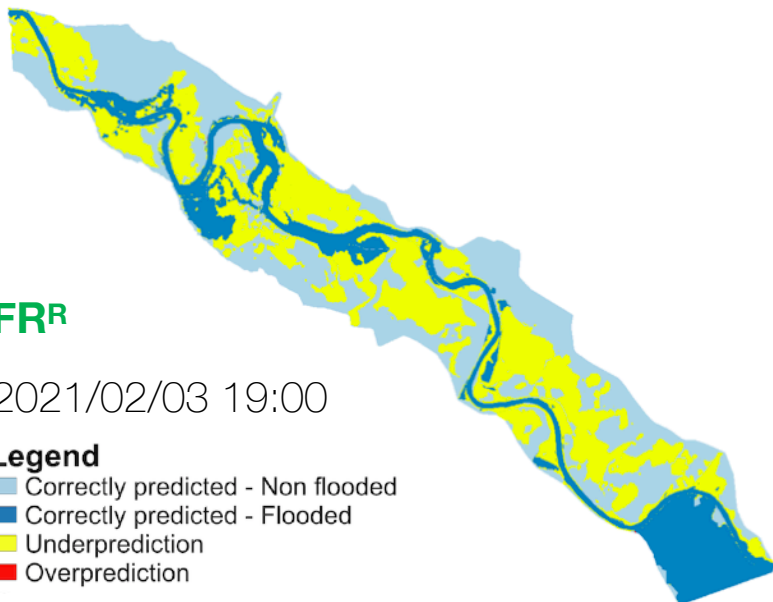 FRR
2021/02/03 19:00
Legend
Correctly predicted - Non flooded
Correctly predicted - Flooded
Underprediction
Overprediction